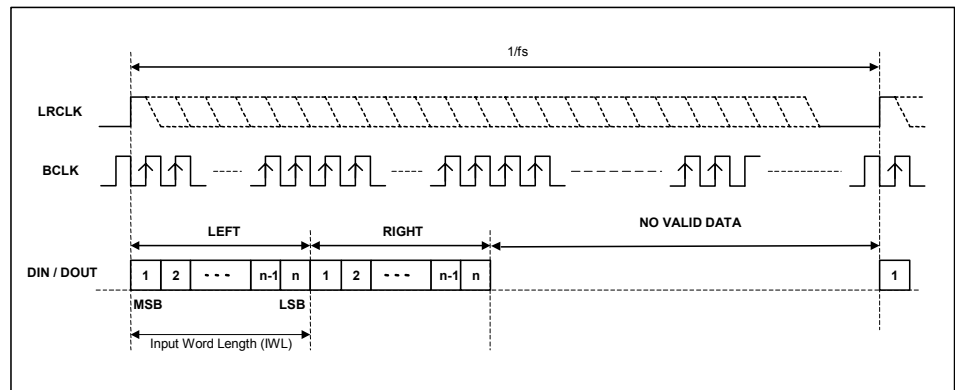 1/fs
LRCLK
BCLK
LEFT RIGHT NO VALID DATA
DIN / DOUT 1 2 - - - n-1 n 1 2 - - - n-1 n 1
MSB LSB
Input Word Length (IWL)